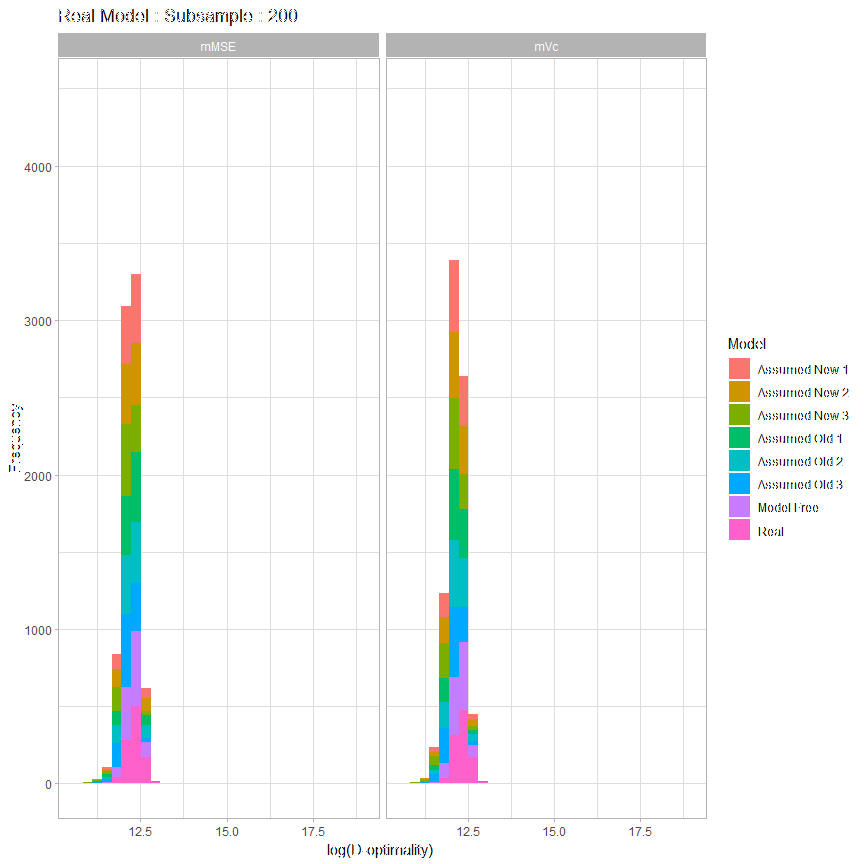 Real Model : Subsample : 200
mMSE
mVc
Frequency
4000
3000
2000
1000
0
12.5 15.0 17.5
12.5 15.0 17.5
log(D-optimality)
Model
Assumed New 1
Assumed New 2
Assumed New 3
Assumed Old 1
Assumed Old 2
Assumed Old 3
Model Free
Real